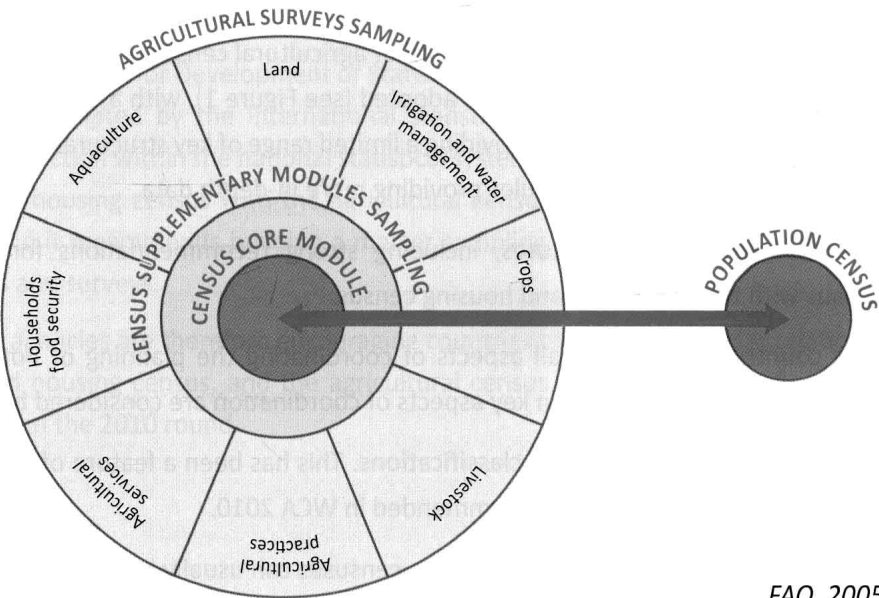 AGRICULTURAL SURVEYS SAMPLING
Land
Irrigation and water
management
Aquaculture
CENSUS SUPPLEMENTARY MODULES SAMPLING
CENSUS CORE MODULE
Crops
Households
food security
Livestock
Agricultural
services
Agricultural
practices
POPULATION CENSUS
FAO, 2005